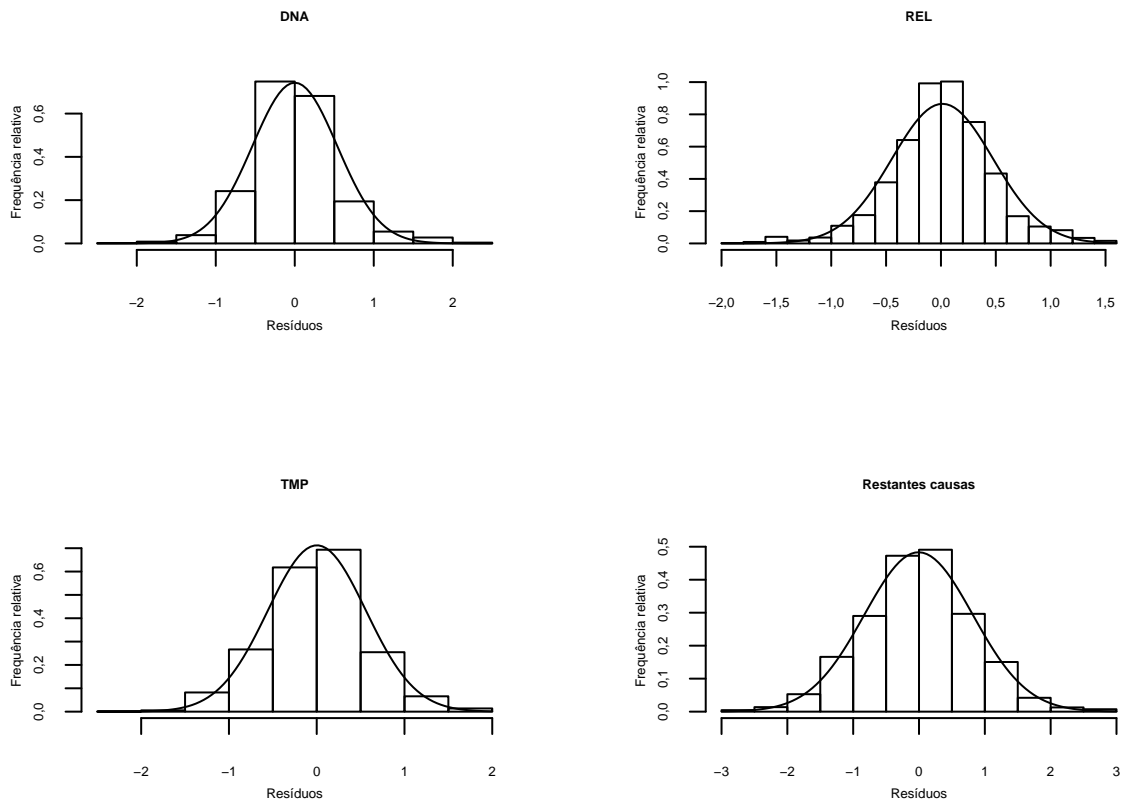 DNA
Frequência relativa
0,0 0,2 0,4 0,6
−2 −1 0 1 2
Resíduos
REL
Frequência relativa
0,0 0,2 0,4 0,6 0,8 1,0
−2,0 −1,5 −1,0 −0,5 0,0 0,5 1,0 1,5
Resíduos
TMP
Frequência relativa
0,0 0,2 0,4 0,6
−2 −1 0 1 2
Resíduos
Restantes causas
Frequência relativa
0,0 0,1 0,2 0,3 0,4 0,5
−3 −2 −1 0 1 2 3
Resíduos